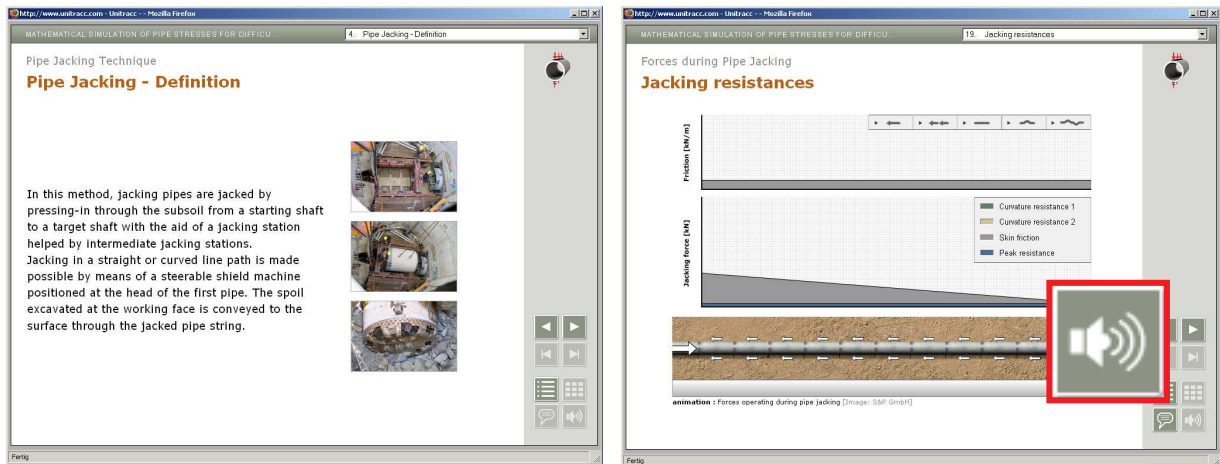 http://www.unitracc.com - Unitracc - - Mozilla Firefox
MATHEMATICAL SIMULATION OF PIPE STRESSES FOR DIFFICU...
4. Pipe Jacking - Definition
Pipe Jacking Technique
Pipe Jacking - Definition
In this method, jacking pipes are jacked by
pressing-in through the subsoil from a starting shaft
to a target shaft with the aid of a jacking station
helped by intermediate jacking stations.
Jacking in a straight or curved line path is made
possible by means of a steerable shield machine
positioned at the head of the first pipe. The spoil
excavated at the working face is conveyed to the
surface through the jacked pipe string.
Fertig
http://www.unitracc.com - Unitracc - - Mozilla Firefox
MATHEMATICAL SIMULATION OF PIPE STRESSES FOR DIFFICU...
19. Jacking resistances
Forces during Pipe Jacking
Jacking resistances
Friction [kN/m]
Jacking force [kN]
Curvature resistance 1
Curvature resistance 2
Skin friction
Peak resistance
animation : Forces operating during pipe jacking [Image: S&P GmbH]
Fertig